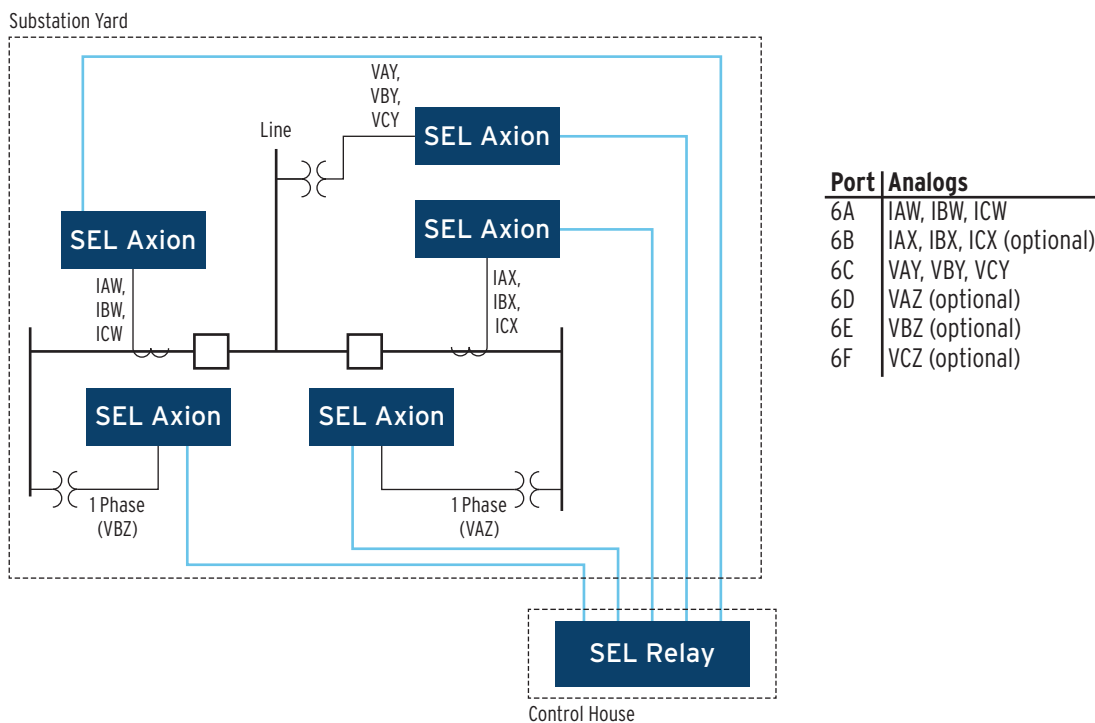 Substation Yard
VAY,
VBY,
VCY
Line
SEL Axion
SEL Axion
SEL Axion
IAW,
IBW,
ICW
IAX,
IBX,
ICX
SEL Axion
SEL Axion
1 Phase
(VBZ)
1 Phase
(VAZ)
SEL Relay
Control House
Port Analogs
6A IAW, IBW, ICW
6B IAX, IBX, ICX (optional)
6C VAY, VBY, VCY
6D VAZ (optional)
6E VBZ (optional)
6F VCZ (optional)